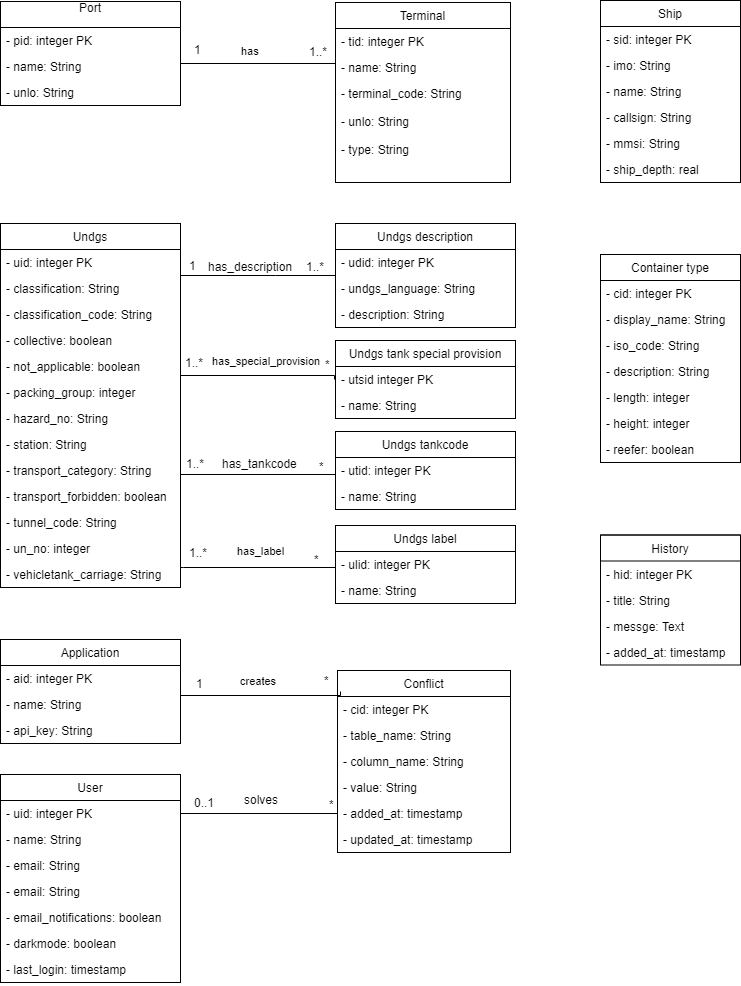 Port
- pid: integer PK
- name: String
- unlo: String
1
has
1..*
Terminal
- tid: integer PK
- name: String
- terminal_code: String
- unlo: String
- type: String
Ship
- sid: integer PK
- imo: String
- name: String
- callsign: String
- mmsi: String
- ship_depth: real
Undgs
- uid: integer PK
- classification: String
- classification_code: String
- collective: boolean
- not_applicable: boolean
- packing_group: integer
- hazard_no: String
- station: String
- transport_category: String
- transport_forbidden: boolean
- tunnel_code: String
- un_no: integer
- vehicletank_carriage: String
1
has_description
1..*
Undgs description
- udid: integer PK
- undgs_language: String
- description: String
1..*
has_special_provision
*
Undgs tank special provision
- utsid integer PK
- name: String
1..*
has_tankcode
*
Undgs tankcode
- utid: integer PK
- name: String
1..*
has_label
*
Undgs label
- ulid: integer PK
- name: String
Container type
- cid: integer PK
- display_name: String
- iso_code: String
- description: String
- length: integer
- height: integer
- reefer: boolean
History
- hid: integer PK
- title: String
- messge: Text
- added_at: timestamp
Application
- aid: integer PK
- name: String
- api_key: String
1
creates
*
Conflict
- cid: integer PK
- table_name: String
- column_name: String
- value: String
- added_at: timestamp
- updated_at: timestamp
User
- uid: integer PK
- name: String
- email: String
- email: String
- email_notifications: boolean
- darkmode: boolean
- last_login: timestamp
0..1
solves
*